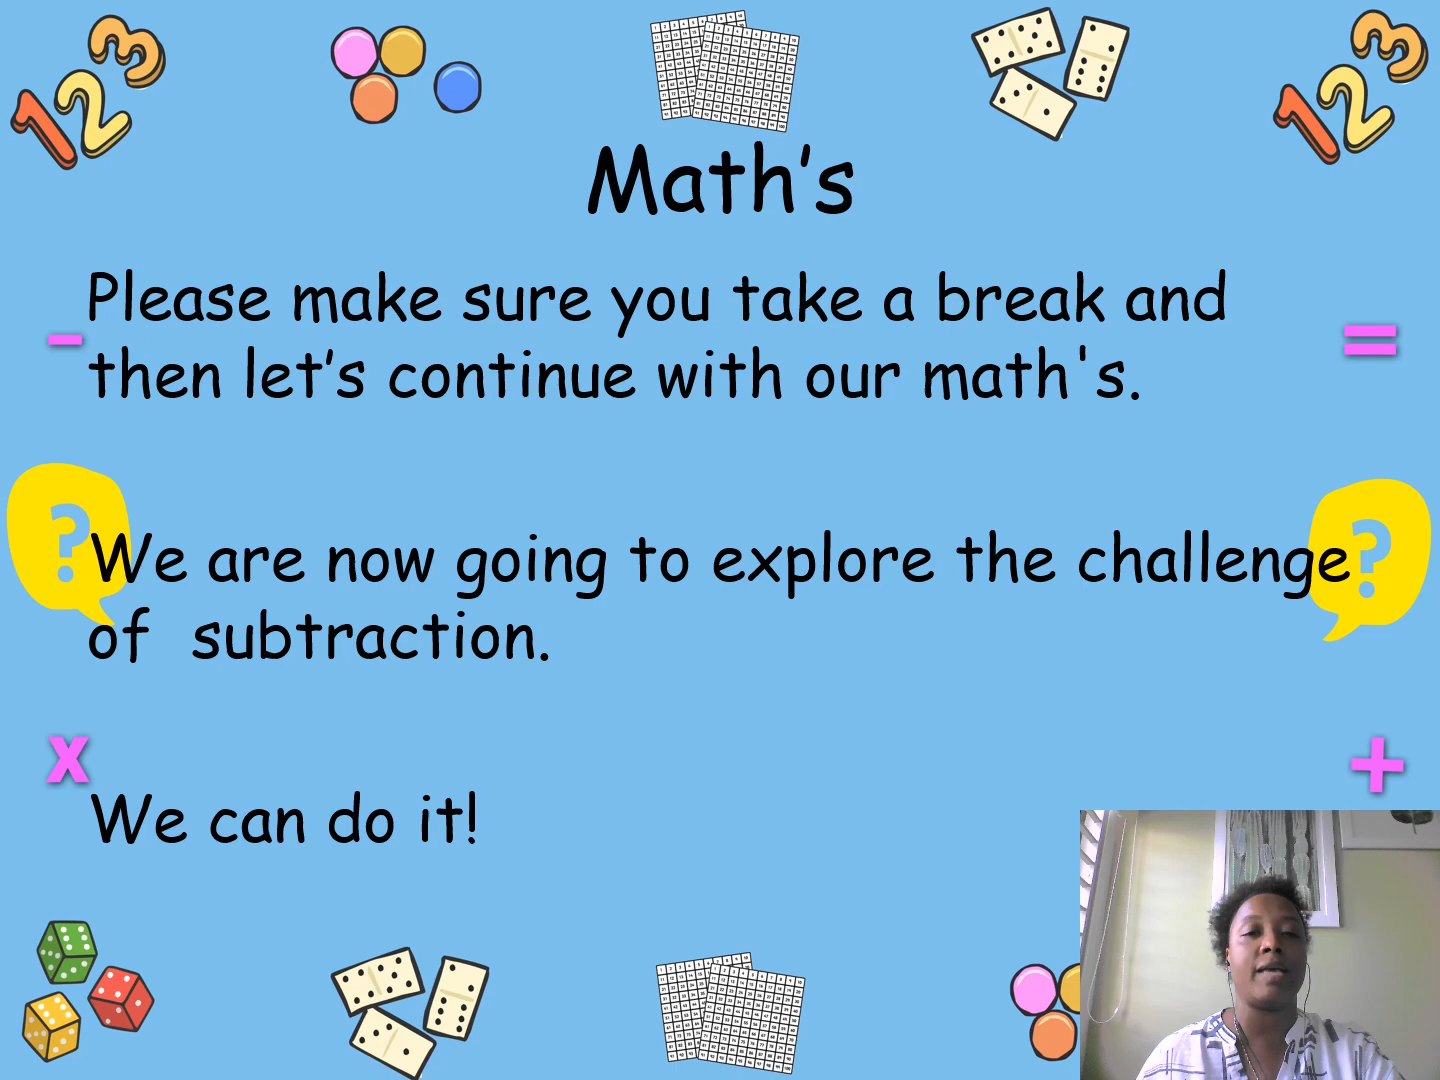 Math’s
Please make sure you take a break and
then let’s continue with our math's.
We are now going to explore the challenge
of  subtraction.
We can do it!